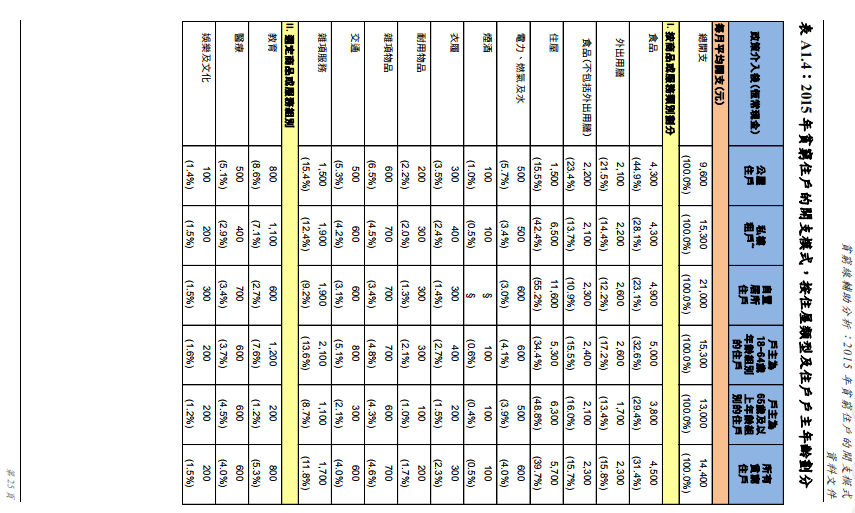 貧窮線輔助分析：2015 年貧窮住戶的開支模式
資料文件
表 A1.4：2015 年貧窮住戶的開支模式，按住屋類型及住戶戶主年齡劃分
政策介入後(恆常現金) 公屋住戶 私樓租戶~ 自置居所住戶 戶主為18-64歲年齡組別的住戶 戶主為65歲及以上年齡組別的住戶 所有貧窮住戶
每月平均開支(元)
總開支 9,600 15,300 21,000 15,300 13,000 14,400
(100.0%) (100.0%) (100.0%) (100.0%) (100.0%) (100.0%)
I. 按商品或服務類別劃分
食品 4,300 4,300 4,900 5,000 3,800 4,500
(44.9%) (28.1%) (23.1%) (32.6%) (29.4%) (31.4%)
外出用膳 2,100 2,200 2,600 2,600 1,700 2,300
(21.5%) (14.4%) (12.2%) (17.2%) (13.4%) (15.8%)
食品(不包括外出用膳) 2,200 2,100 2,300 2,400 2,100 2,300
(23.4%) (13.7%) (10.9%) (15.5%) (16.0%) (15.7%)
住屋 1,500 6,500 11,600 5,300 6,300 5,700
(15.5%) (42.4%) (55.2%) (34.4%) (48.8%) (39.7%)
電力、燃氣及水 500 500 600 600 500 600
(5.7%) (3.4%) (3.0%) (4.1%) (3.9%) (4.0%)
煙酒 100 100 § 100 100 100
(1.0%) (0.5%) § (0.6%) (0.4%) (0.5%)
衣履 300 400 300 400 200 300
(3.5%) (2.4%) (1.4%) (2.7%) (1.5%) (2.3%)
耐用物品 200 300 300 300 100 200
(2.2%) (2.0%) (1.3%) (2.1%) (1.0%) (1.7%)
雜項物品 600 700 700 700 600 700
(6.5%) (4.5%) (3.4%) (4.8%) (4.3%) (4.6%)
交通 500 600 600 800 300 600
(5.3%) (4.2%) (3.1%) (5.1%) (2.1%) (4.0%)
雜項服務 1,500 1,900 1,900 2,100 1,100 1,700
(15.4%) (12.4%) (9.2%) (13.6%) (8.7%) (11.8%)
II. 選定商品或服務組別
教育 800 1,100 600 1,200 200 800
(8.6%) (7.1%) (2.7%) (7.6%) (1.2%) (5.3%)
醫療 500 400 700 600 600 600
(5.1%) (2.9%) (3.4%) (3.7%) (4.5%) (4.0%)
娛樂及文化 100 200 300 200 200 200
(1.4%) (1.5%) (1.5%) (1.6%) (1.2%) (1.5%)
第 25 頁